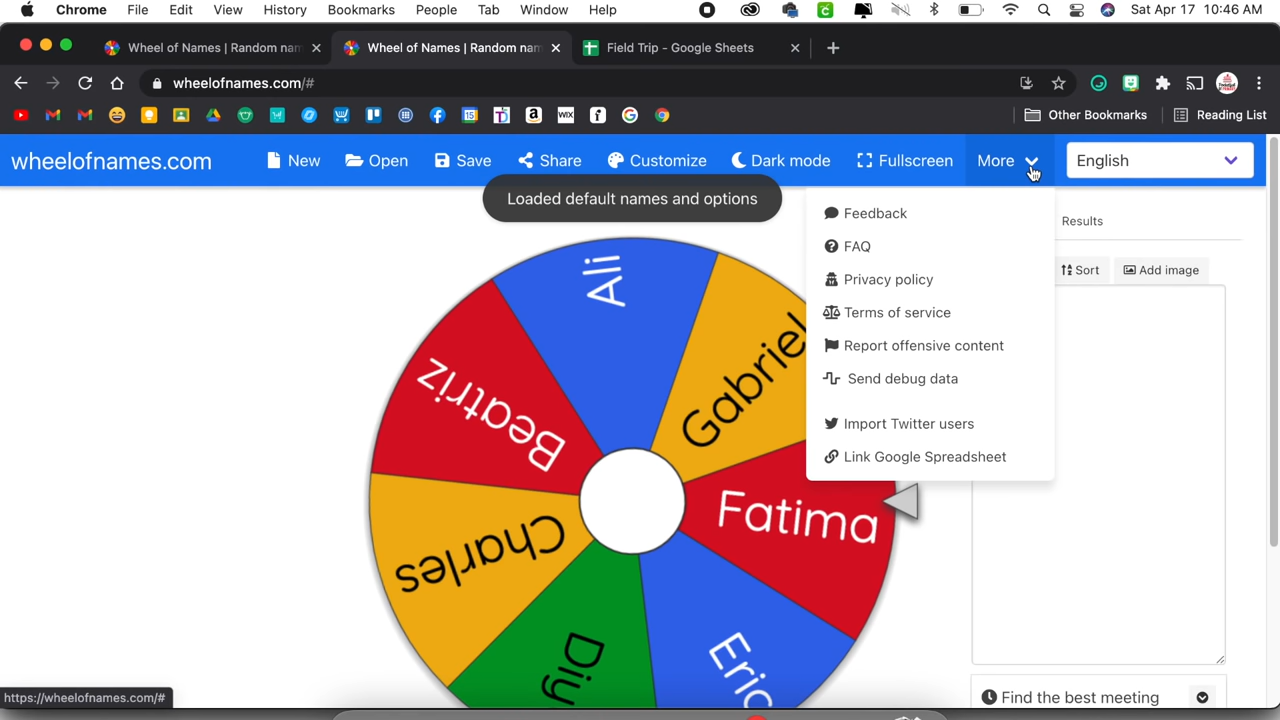 Chrome File Edit View History Bookmarks People Tab Window Help Sat Apr 17 10:46 AM
Wheel of Names | Random nam Wheel of Names | Random nam Field Trip - Google Sheets
wheelofnames.com/#
Other Bookmarks Reading List
wheelofnames.com New Open Save Share Customize Dark mode Fullscreen More English
Loaded default names and options
Feedback
FAQ
Privacy policy
Terms of service
Report offensive content
Send debug data
Import Twitter users
Link Google Spreadsheet
Results
Sort Add image
Ali
Gabriel
Beatriz
Fatima
Charles
Diy
Eric
Find the best meeting
https://wheelofnames.com/#